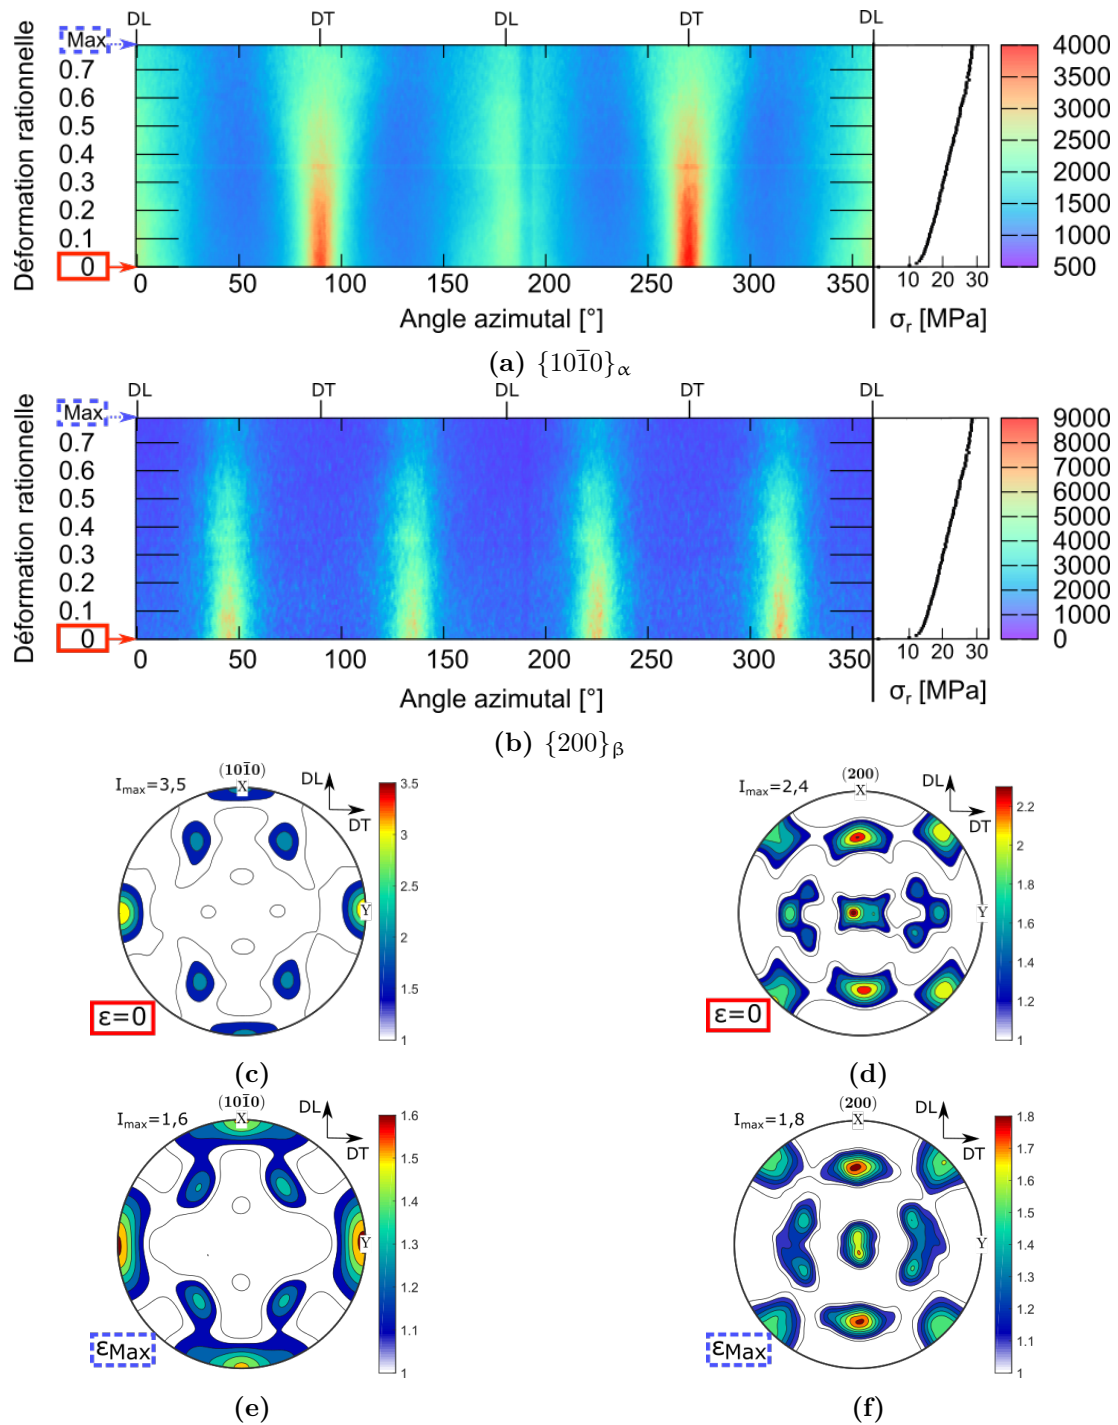 DL DT DL DT DL
Déformation rationnelle
Max
0.7
0.6
0.5
0.4
0.3
0.2
0.1
0
0 50 100 150 200 250 300 350
Angle azimutal [°]
10 20 30
σr [MPa]
4000
3500
3000
2500
2000
1500
1000
500
(a) {101̅0}α
DL DT DL DT DL
Déformation rationnelle
Max
0.7
0.6
0.5
0.4
0.3
0.2
0.1
0
0 50 100 150 200 250 300 350
Angle azimutal [°]
10 20 30
σr [MPa]
9000
8000
7000
6000
5000
4000
3000
2000
1000
0
(b) {200}β
Imax=3,5
(101̅0)
X
Y
DL
DT
3.5
3
2.5
2
1.5
1
ε=0
(c)
Imax=2,4
(200)
X
Y
DL
DT
2.2
2
1.8
1.6
1.4
1.2
1
ε=0
(d)
Imax=1,6
(101̅0)
X
Y
DL
DT
1.6
1.5
1.4
1.3
1.2
1.1
1
εMax
(e)
Imax=1,8
(200)
X
Y
DL
DT
1.8
1.7
1.6
1.5
1.4
1.3
1.2
1.1
1
εMax
(f)